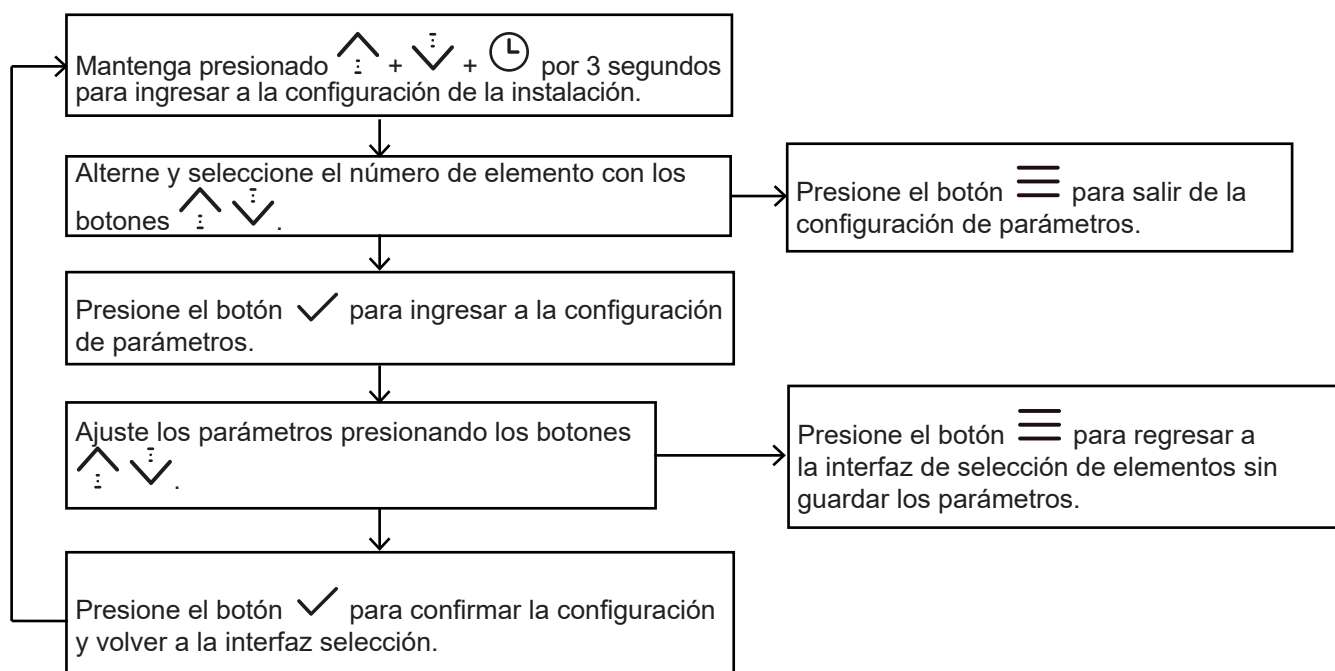 Mantenga presionado + + por 3 segundos
para ingresar a la configuración de la instalación.
Alterne y seleccione el número de elemento con los
botones .
Presione el botón para salir de la
configuración de parámetros.
Presione el botón para ingresar a la configuración
de parámetros.
Ajuste los parámetros presionando los botones
.
Presione el botón para regresar a
la interfaz de selección de elementos sin
guardar los parámetros.
Presione el botón para confirmar la configuración
y volver a la interfaz selección.